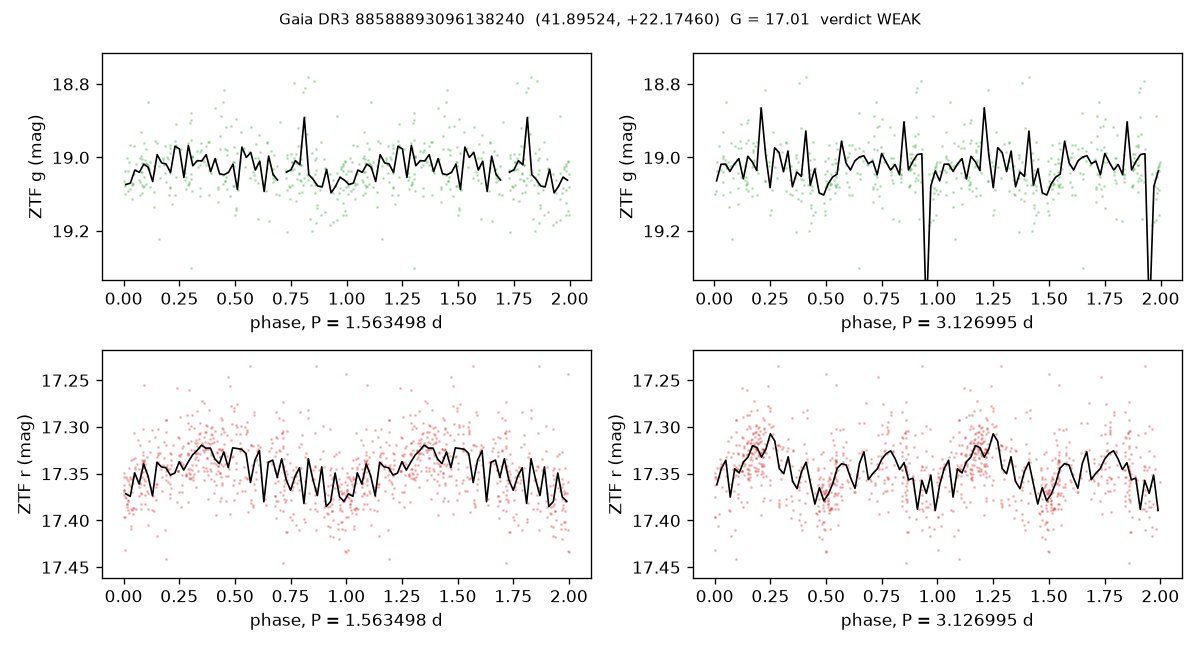 Gaia DR3 88588893096138240 (41.89524, +22.17460) G = 17.01 verdict WEAK
ZTF g (mag)
18.8
19.0
19.2
0.00 0.25 0.50 0.75 1.00 1.25 1.50 1.75 2.00
phase, P = 1.563498 d
ZTF g (mag)
18.8
19.0
19.2
0.00 0.25 0.50 0.75 1.00 1.25 1.50 1.75 2.00
phase, P = 3.126995 d
ZTF r (mag)
17.25
17.30
17.35
17.40
17.45
0.00 0.25 0.50 0.75 1.00 1.25 1.50 1.75 2.00
phase, P = 1.563498 d
ZTF r (mag)
17.25
17.30
17.35
17.40
17.45
0.00 0.25 0.50 0.75 1.00 1.25 1.50 1.75 2.00
phase, P = 3.126995 d